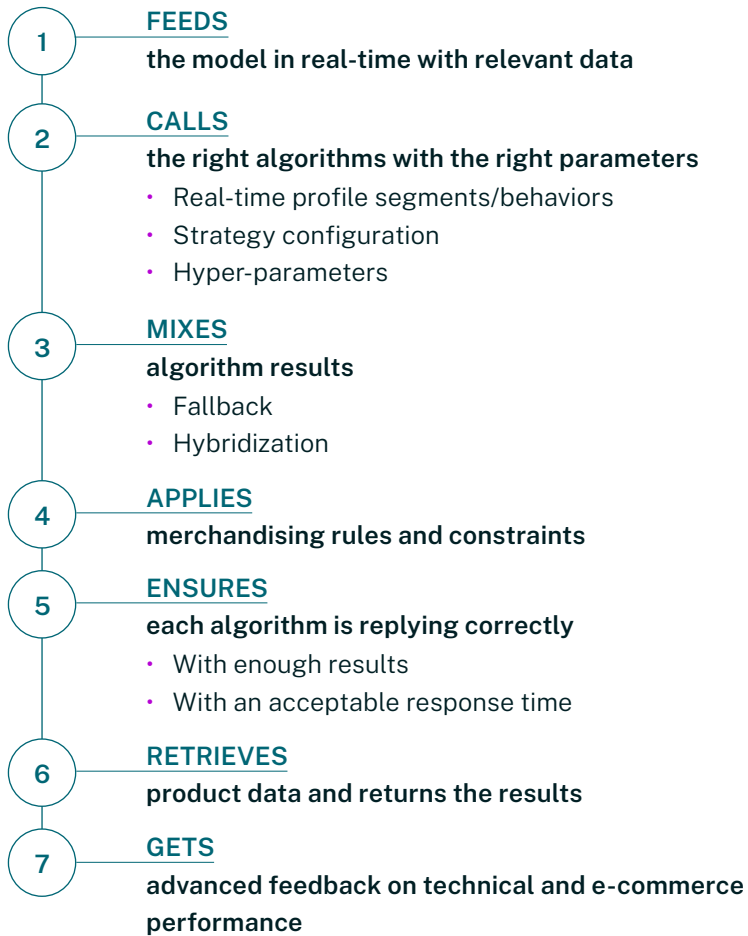 1
FEEDS
the model in real-time with relevant data
2
CALLS
the right algorithms with the right parameters
• Real-time profile segments/behaviors
• Strategy configuration
• Hyper-parameters
3
MIXES
algorithm results
• Fallback
• Hybridization
4
APPLIES
merchandising rules and constraints
5
ENSURES
each algorithm is replying correctly
• With enough results
• With an acceptable response time
6
RETRIEVES
product data and returns the results
7
GETS
advanced feedback on technical and e-commerce
performance